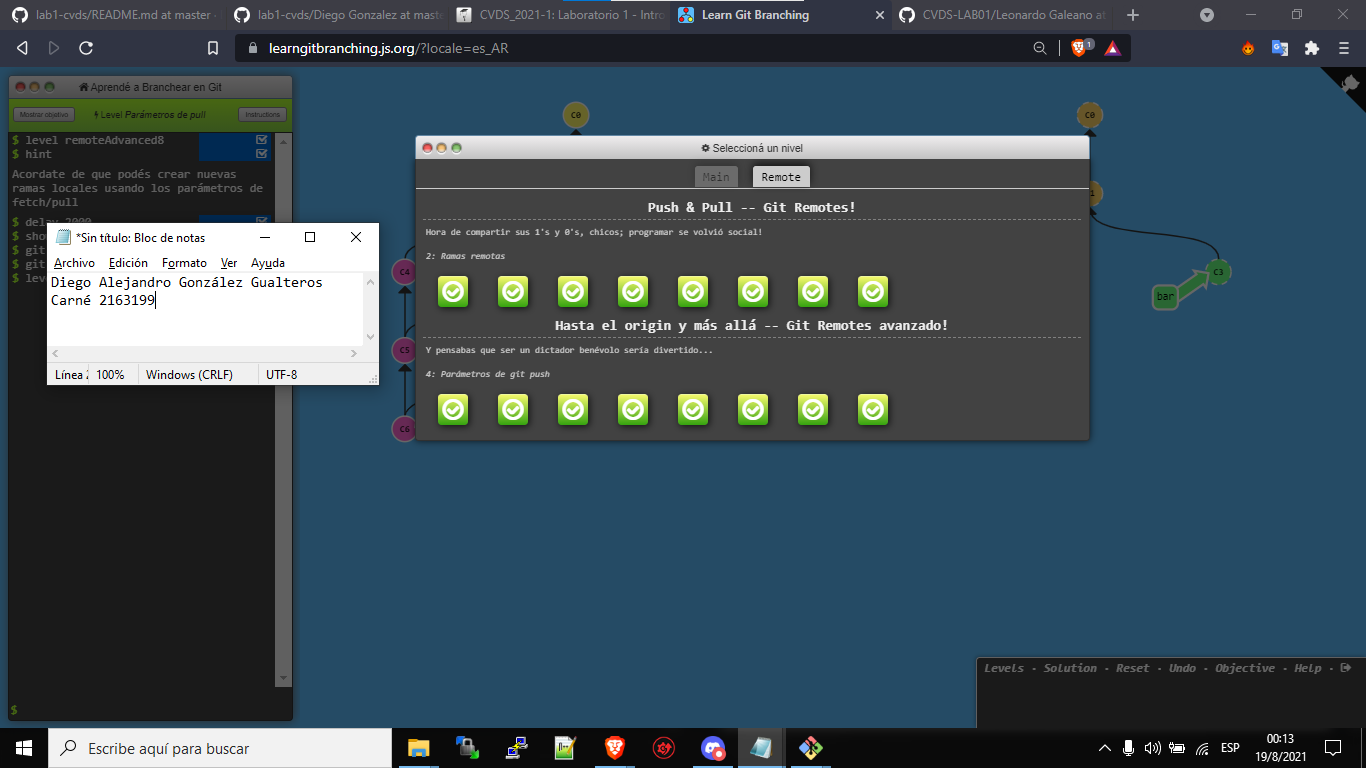 lab1-cvds/README.md at master
lab1-cvds/Diego Gonzalez at maste
CVDS_2021-1: Laboratorio 1 - Intro
Learn Git Branching
CVDS-LAB01/Leonardo Galeano at
learngitbranching.js.org/?locale=es_AR
1
Aprendé a Branchear en Git
Mostrar objetivo
Level Parámetros de pull
Instructions
$ level remoteAdvanced8
$ hint
Acordate de que podés crear nuevas
ramas locales usando los parámetros de
fetch/pull
$ delay 2000
$ sho
$ git
$ git
$ lev
$
*Sin título: Bloc de notas
Archivo Edición Formato Ver Ayuda
Diego Alejandro González Gualteros
Carné 2163199
100% Windows (CRLF) UTF-8
C0
C4
C5
C6
C0
C3
bar
Seleccioná un nivel
Main Remote
Push & Pull -- Git Remotes!
Hora de compartir sus 1's y 0's, chicos; programar se volvió social!
2: Ramas remotas
Hasta el origin y más allá -- Git Remotes avanzado!
Y pensabas que ser un dictador benévolo sería divertido...
4: Parámetros de git push
Levels - Solution - Reset - Undo - Objective - Help -
Escribe aquí para buscar
ESP
00:13
19/8/2021